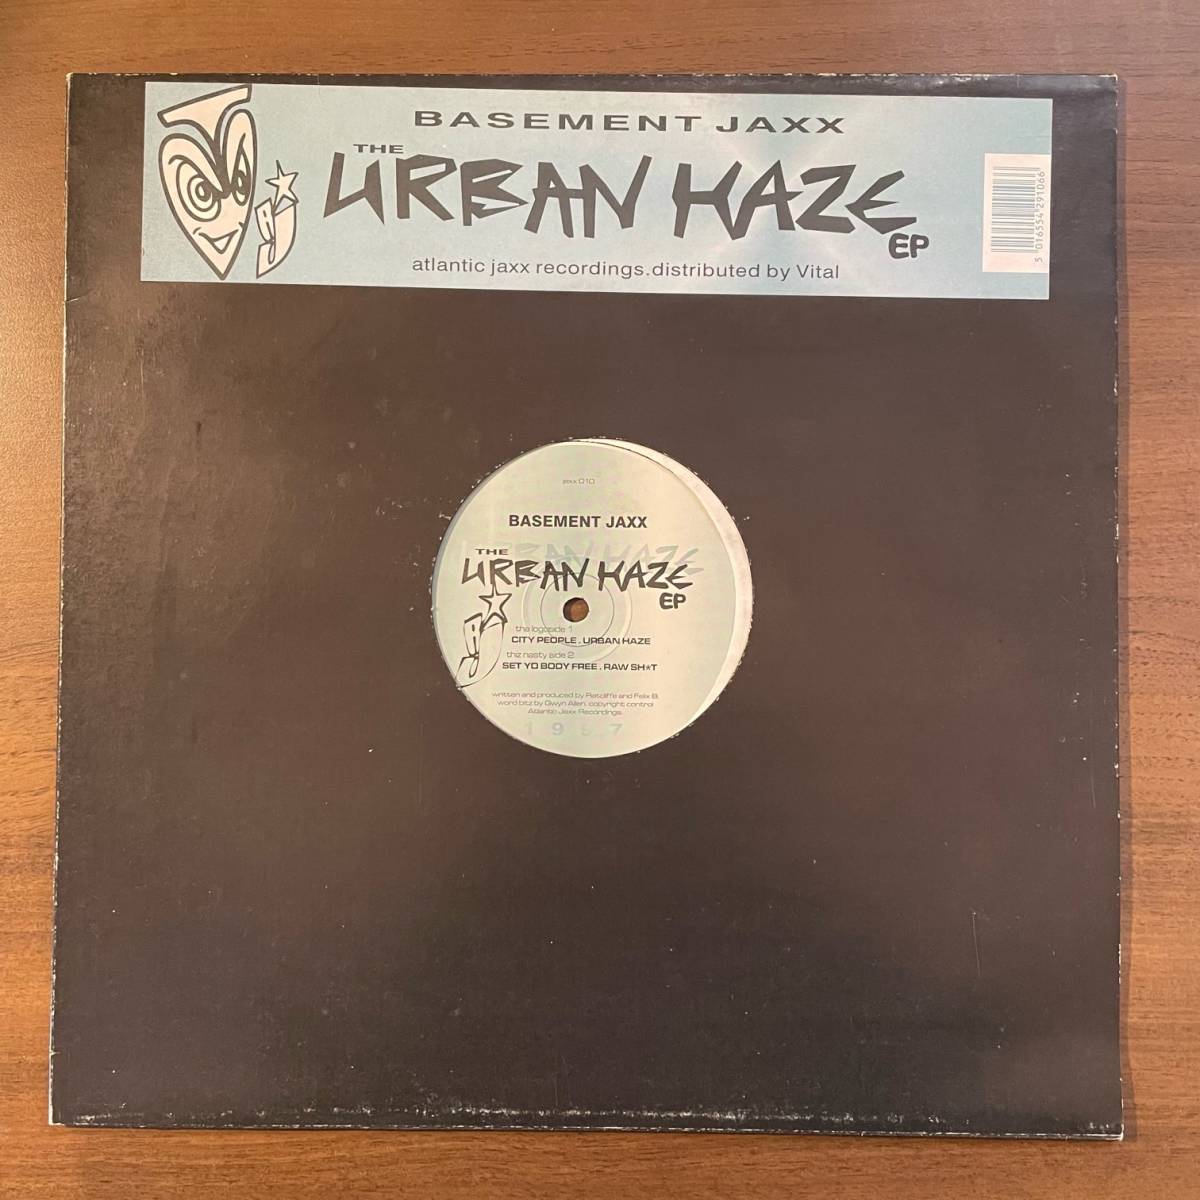 BASEMENT JAXX
THE
URBAN HAZE
EP
atlantic jaxx recordings.distributed by Vital
5 016554 291066
jaxx 010
BASEMENT JAXX
THE
URBAN HAZE
EP
tha logoside 1
CITY PEOPLE . URBAN HAZE
thiz nasty side 2
SET YO BODY FREE . RAW SH*T
written and produced by Ratcliffe and Felix B.
word bitz by Gwyn Allen. copyright control
Atlantic Jaxx Recordings.
1997